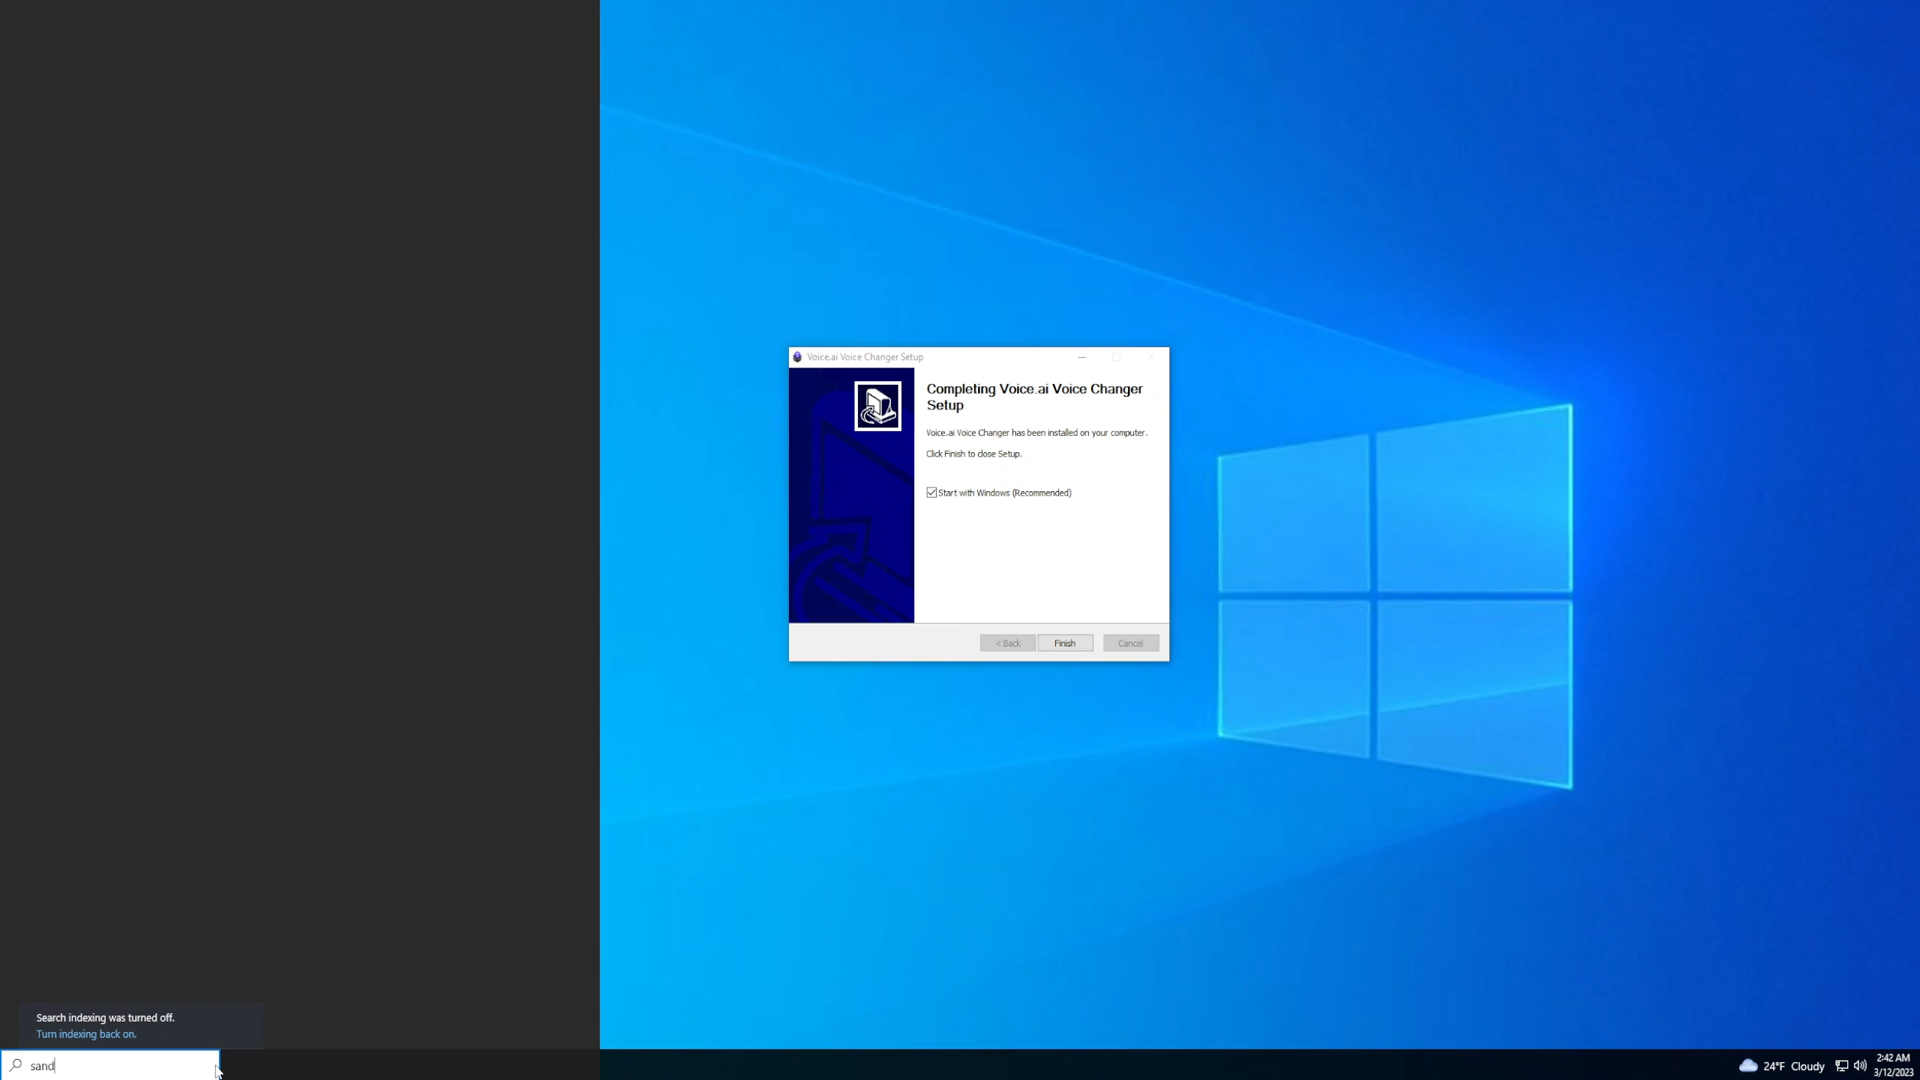 Voice.ai Voice Changer Setup
Completing Voice.ai Voice Changer
Setup
Voice.ai Voice Changer has been installed on your computer.
Click Finish to close Setup.
Start with Windows (Recommended)
< Back
Finish
Cancel
Search indexing was turned off.
Turn indexing back on.
sand
24°F Cloudy
2:42 AM
3/12/2023